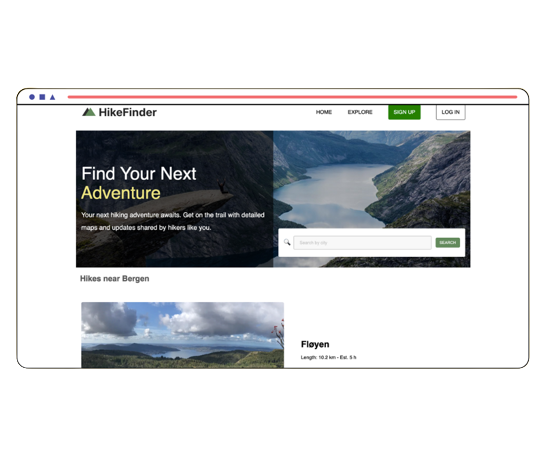 HikeFinder
HOME EXPLORE SIGN UP LOG IN
Find Your Next
Adventure
Your next hiking adventure awaits. Get on the trail with detailed
maps and updates shared by hikers like you.
Search by city
SEARCH
Hikes near Bergen
Fløyen
Length: 10.2 km - Est. 5 h